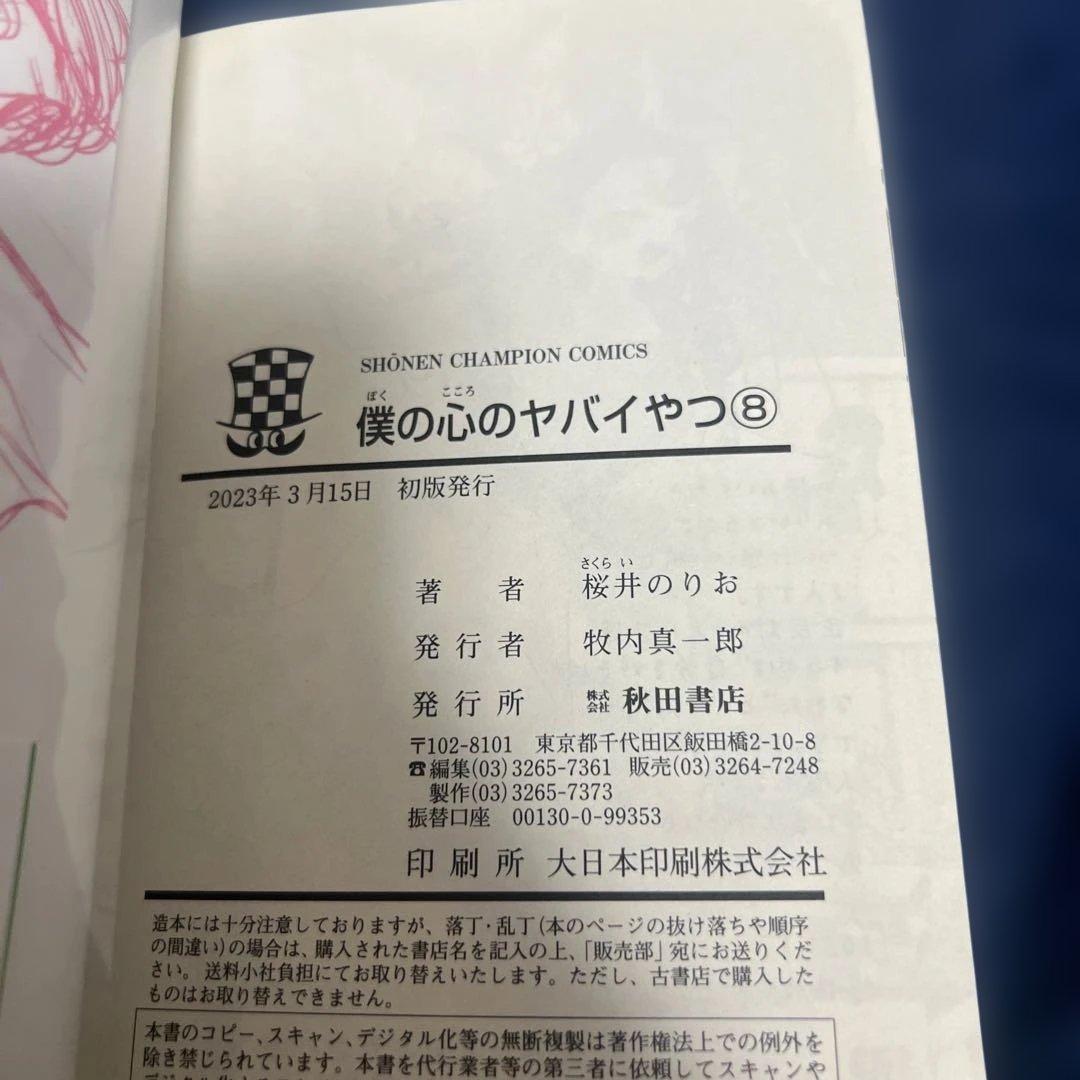 SHŌNEN CHAMPION COMICS
ぼく こころ
僕の心のヤバイやつ⑧
2023年3月15日 初版発行
さくら い
著者 桜井のりお
発行者 牧内真一郎
発行所 株式会社 秋田書店
〒102-8101 東京都千代田区飯田橋2-10-8
☎編集(03)3265-7361 販売(03)3264-7248
製作(03)3265-7373
振替口座 00130-0-99353
印刷所 大日本印刷株式会社
造本には十分注意しておりますが、落丁・乱丁(本のページの抜け落ちや順序
の間違い)の場合は、購入された書店名を記入の上、「販売部」宛にお送りくだ
さい。送料小社負担にてお取り替えいたします。ただし、古書店で購入した
ものはお取り替えできません。
本書のコピー、スキャン、デジタル化等の無断複製は著作権法上での例外を
除き禁じられています。本書を代行業者等の第三者に依頼してスキャンや